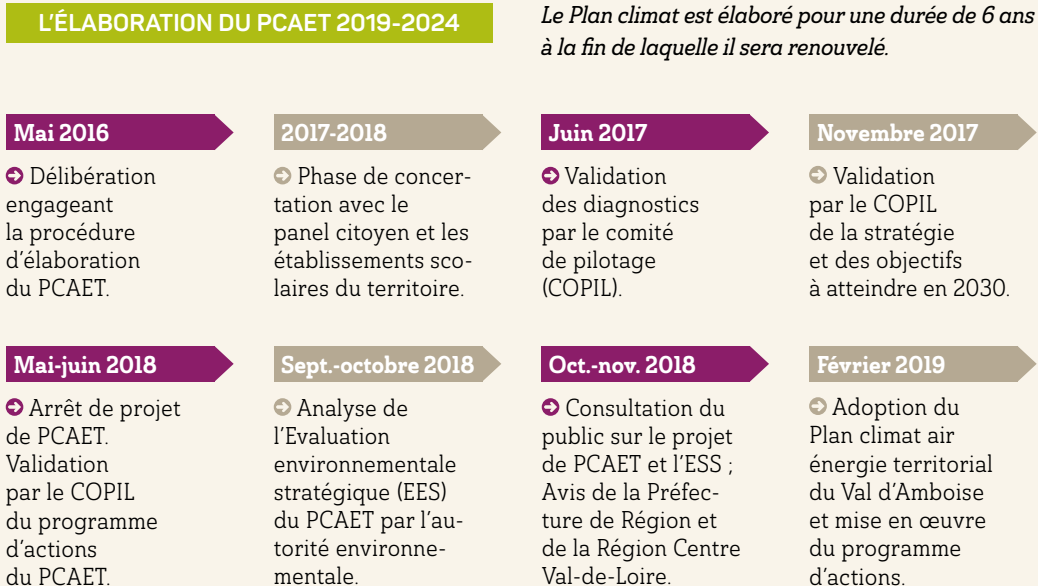 L'ÉLABORATION DU PCAET 2019-2024
Le Plan climat est élaboré pour une durée de 6 ans
à la fin de laquelle il sera renouvelé.
Mai 2016
Délibération
engageant
la procédure
d'élaboration
du PCAET.
2017-2018
Phase de concer-
tation avec le
panel citoyen et les
établissements sco-
laires du territoire.
Juin 2017
Validation
des diagnostics
par le comité
de pilotage
(COPIL).
Novembre 2017
Validation
par le COPIL
de la stratégie
et des objectifs
à atteindre en 2030.
Mai-juin 2018
Arrêt de projet
de PCAET.
Validation
par le COPIL
du programme
d'actions
du PCAET.
Sept.-octobre 2018
Analyse de
l'Evaluation
environnementale
stratégique (EES)
du PCAET par l'au-
torité environne-
mentale.
Oct.-nov. 2018
Consultation du
public sur le projet
de PCAET et l'ESS ;
Avis de la Préfec-
ture de Région et
de la Région Centre
Val-de-Loire.
Février 2019
Adoption du
Plan climat air
énergie territorial
du Val d'Amboise
et mise en œuvre
du programme
d'actions.